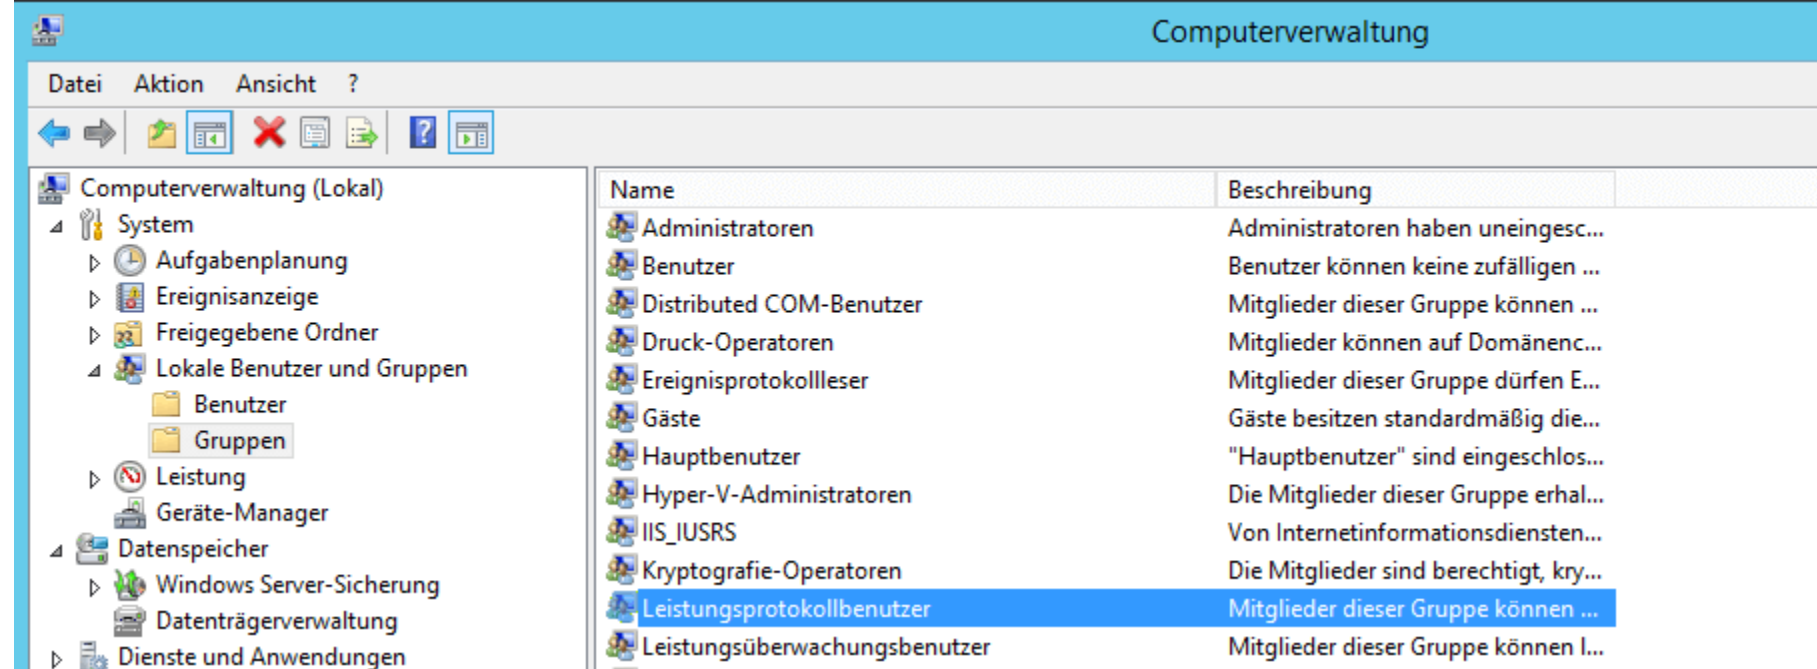 Computerverwaltung
Datei Aktion Ansicht ?
Computerverwaltung (Lokal)
System
Aufgabenplanung
Ereignisanzeige
Freigegebene Ordner
Lokale Benutzer und Gruppen
Benutzer
Gruppen
Leistung
Geräte-Manager
Datenspeicher
Windows Server-Sicherung
Datenträgerverwaltung
Dienste und Anwendungen
Name Beschreibung
Administratoren Administratoren haben uneingesc...
Benutzer Benutzer können keine zufälligen ...
Distributed COM-Benutzer Mitglieder dieser Gruppe können ...
Druck-Operatoren Mitglieder können auf Domänenc...
Ereignisprotokollleser Mitglieder dieser Gruppe dürfen E...
Gäste Gäste besitzen standardmäßig die...
Hauptbenutzer "Hauptbenutzer" sind eingeschlos...
Hyper-V-Administratoren Die Mitglieder dieser Gruppe erhal...
IIS_IUSRS Von Internetinformationsdiensten...
Kryptografie-Operatoren Die Mitglieder sind berechtigt, kry...
Leistungsprotokollbenutzer Mitglieder dieser Gruppe können ...
Leistungsüberwachungsbenutzer Mitglieder dieser Gruppe können l...